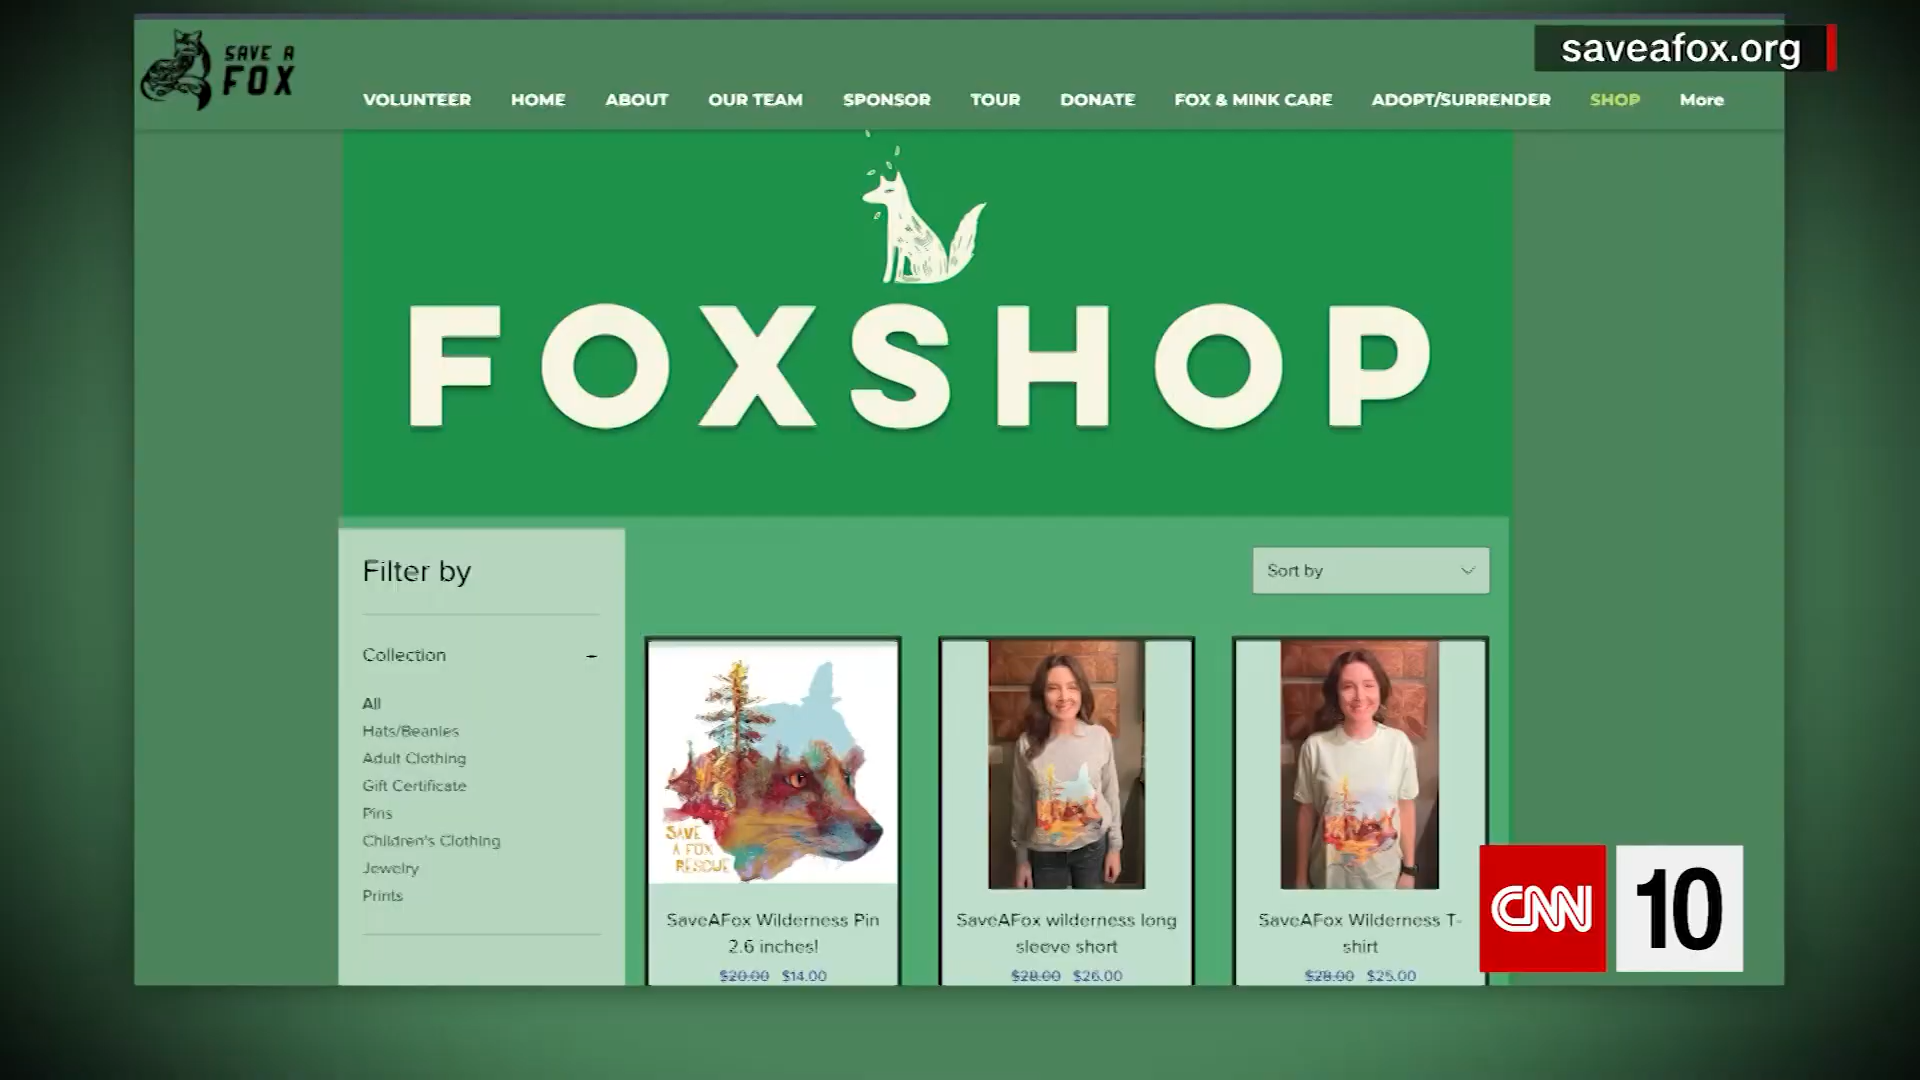 SAVE A
FOX
saveafox.org
VOLUNTEER HOME ABOUT OUR TEAM SPONSOR TOUR DONATE FOX & MINK CARE ADOPT/SURRENDER SHOP More
FOXSHOP
Filter by
Sort by
Collection
All
Hats/Beanies
Adult Clothing
Gift Certificate
Pins
Children's Clothing
Jewelry
Prints
SAVE
A FOX
RESCUE
SaveAFox Wilderness Pin
2.6 inches!
$20.00 $14.00
SaveAFox wilderness long
sleeve short
$28.00 $26.00
SaveAFox Wilderness T-
shirt
$28.00 $25.00
CNN 10